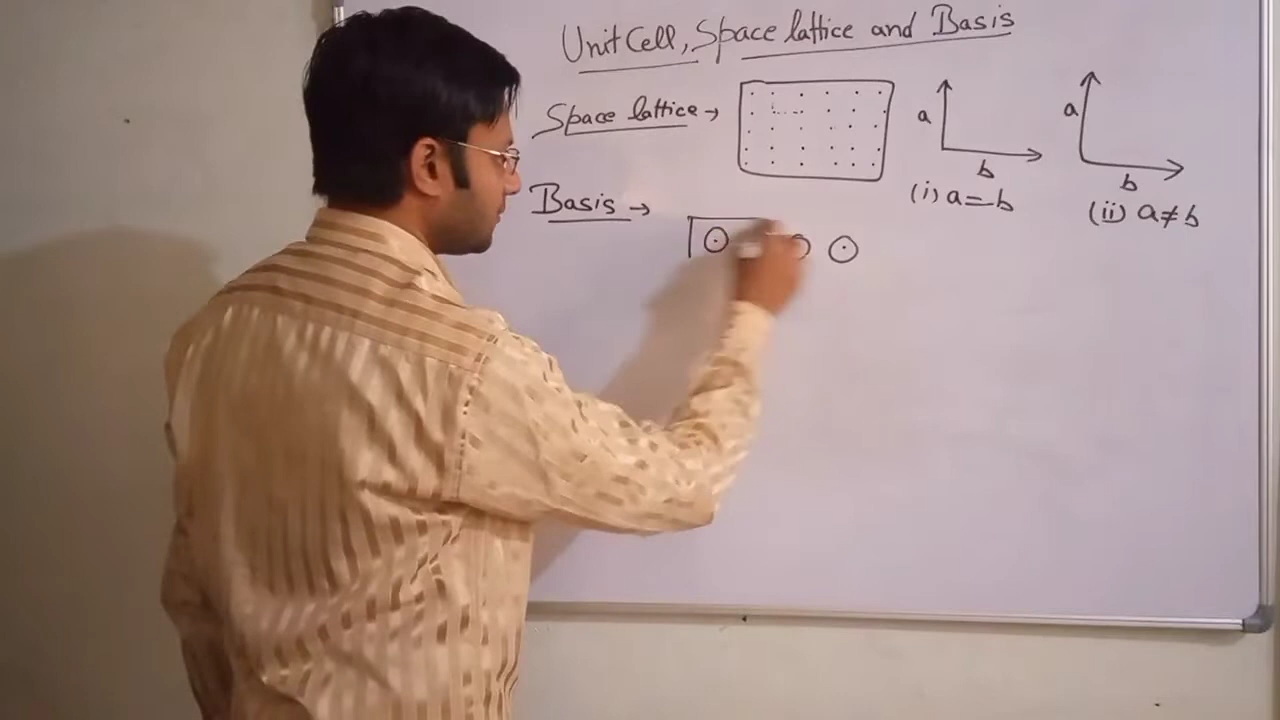 Unit Cell, Space lattice and Basis
Space lattice →
a
b
(i) a=b
a
b
(ii) a≠b
Basis →